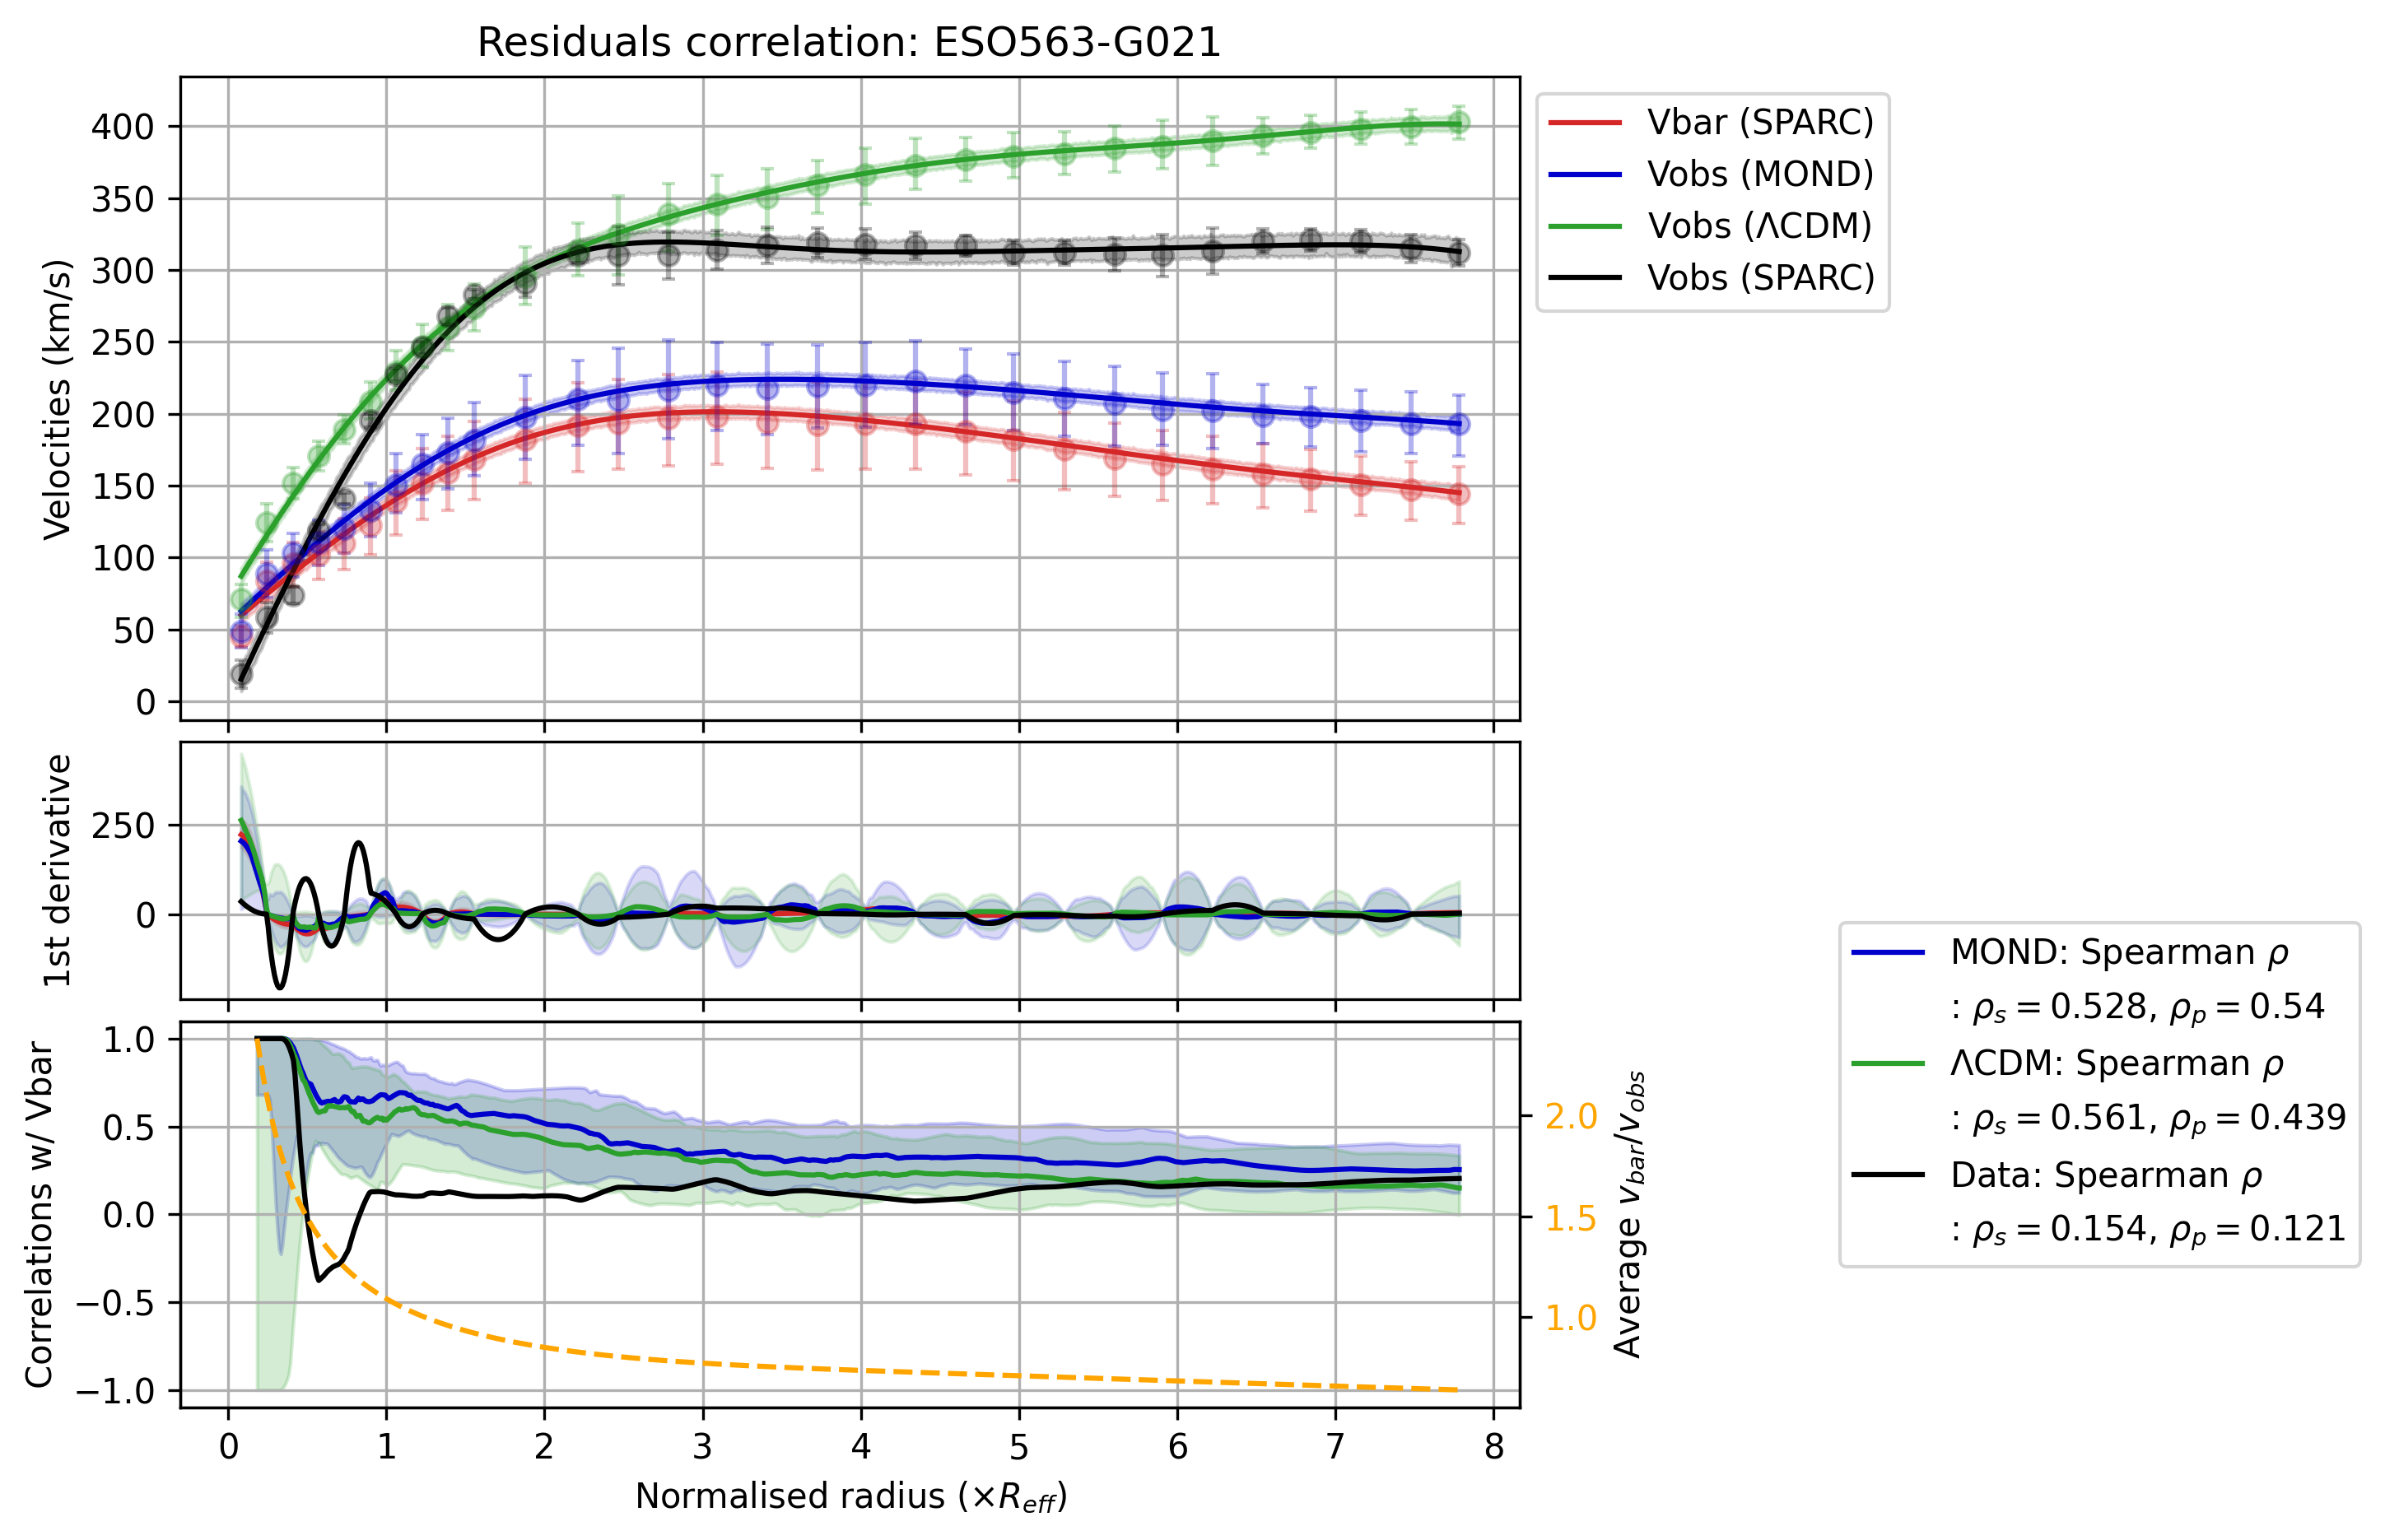 Residuals correlation: ESO563-G021
Velocities (km/s)
400
350
300
250
200
150
100
50
0
Vbar (SPARC)
Vobs (MOND)
Vobs (ΛCDM)
Vobs (SPARC)
1st derivative
250
0
Correlations w/ Vbar
1.0
0.5
0.0
−0.5
−1.0
2.0
1.5
1.0
Average v_bar/v_obs
MOND: Spearman ρ
: ρ_s = 0.528, ρ_p = 0.54
ΛCDM: Spearman ρ
: ρ_s = 0.561, ρ_p = 0.439
Data: Spearman ρ
: ρ_s = 0.154, ρ_p = 0.121
0 1 2 3 4 5 6 7 8
Normalised radius (×R_eff)